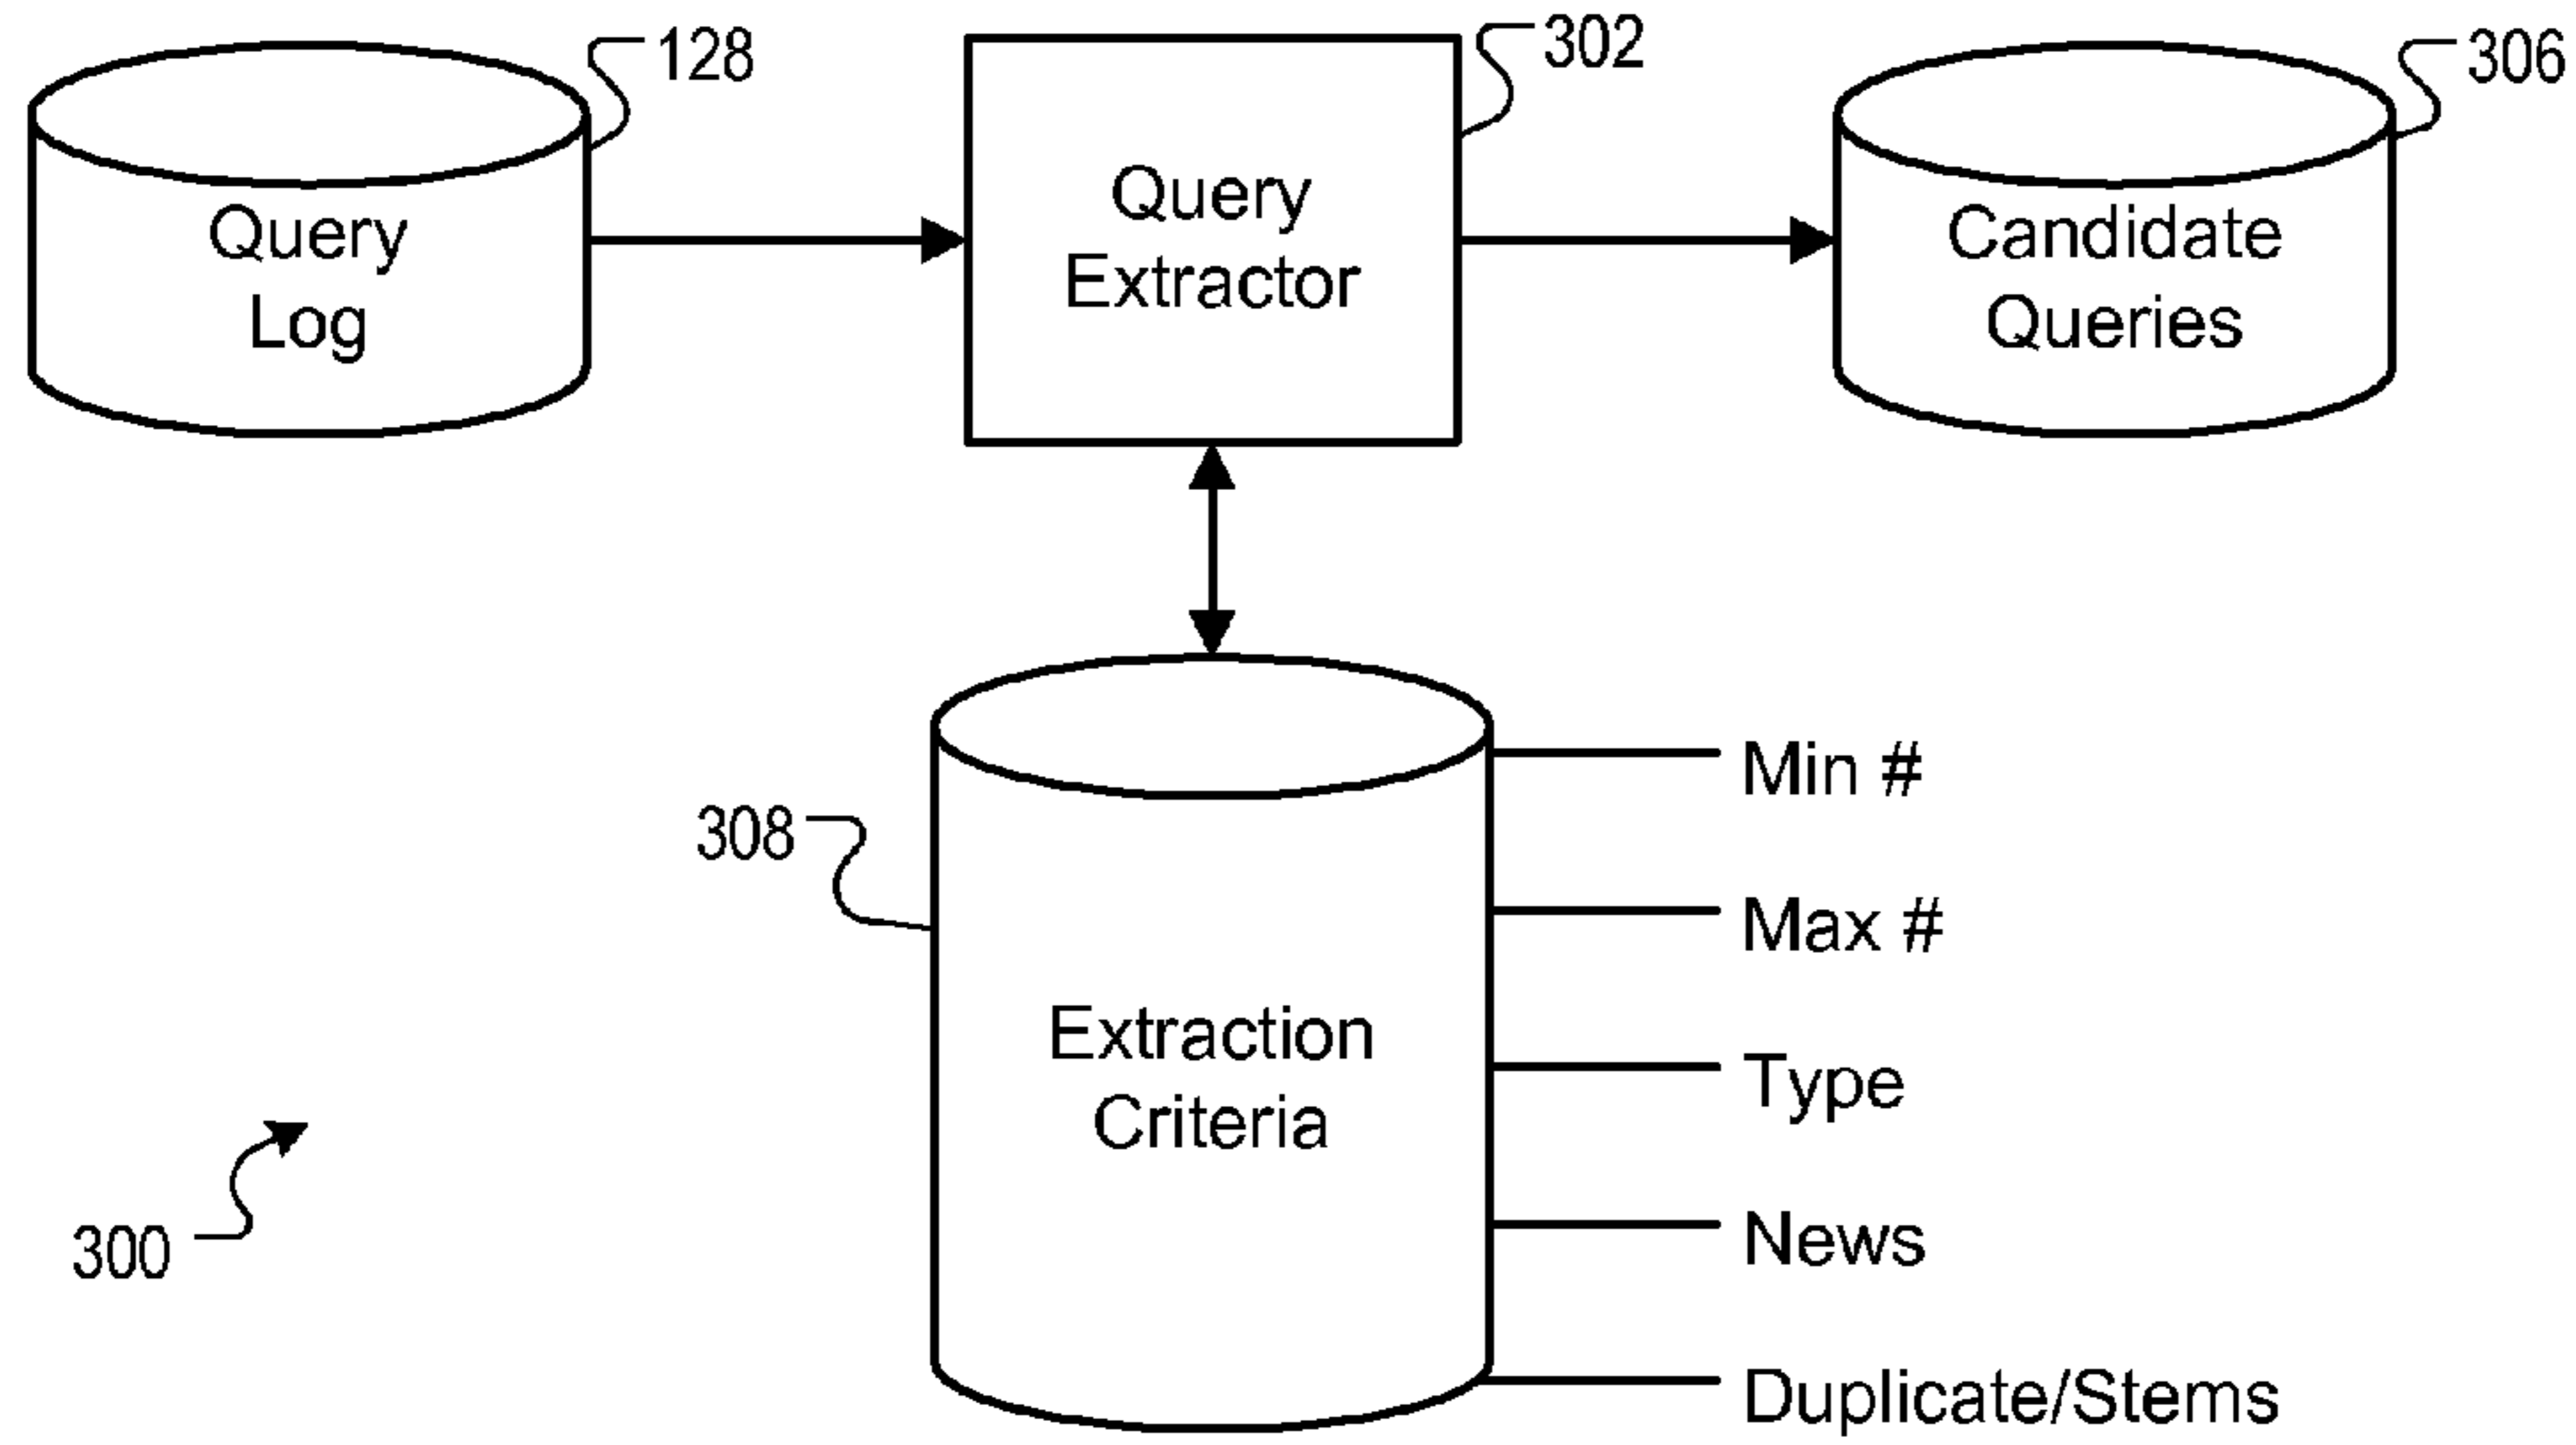 128
302
306
Query
Log
Query
Extractor
Candidate
Queries
308
Extraction
Criteria
Min #
Max #
Type
News
Duplicate/Stems
300